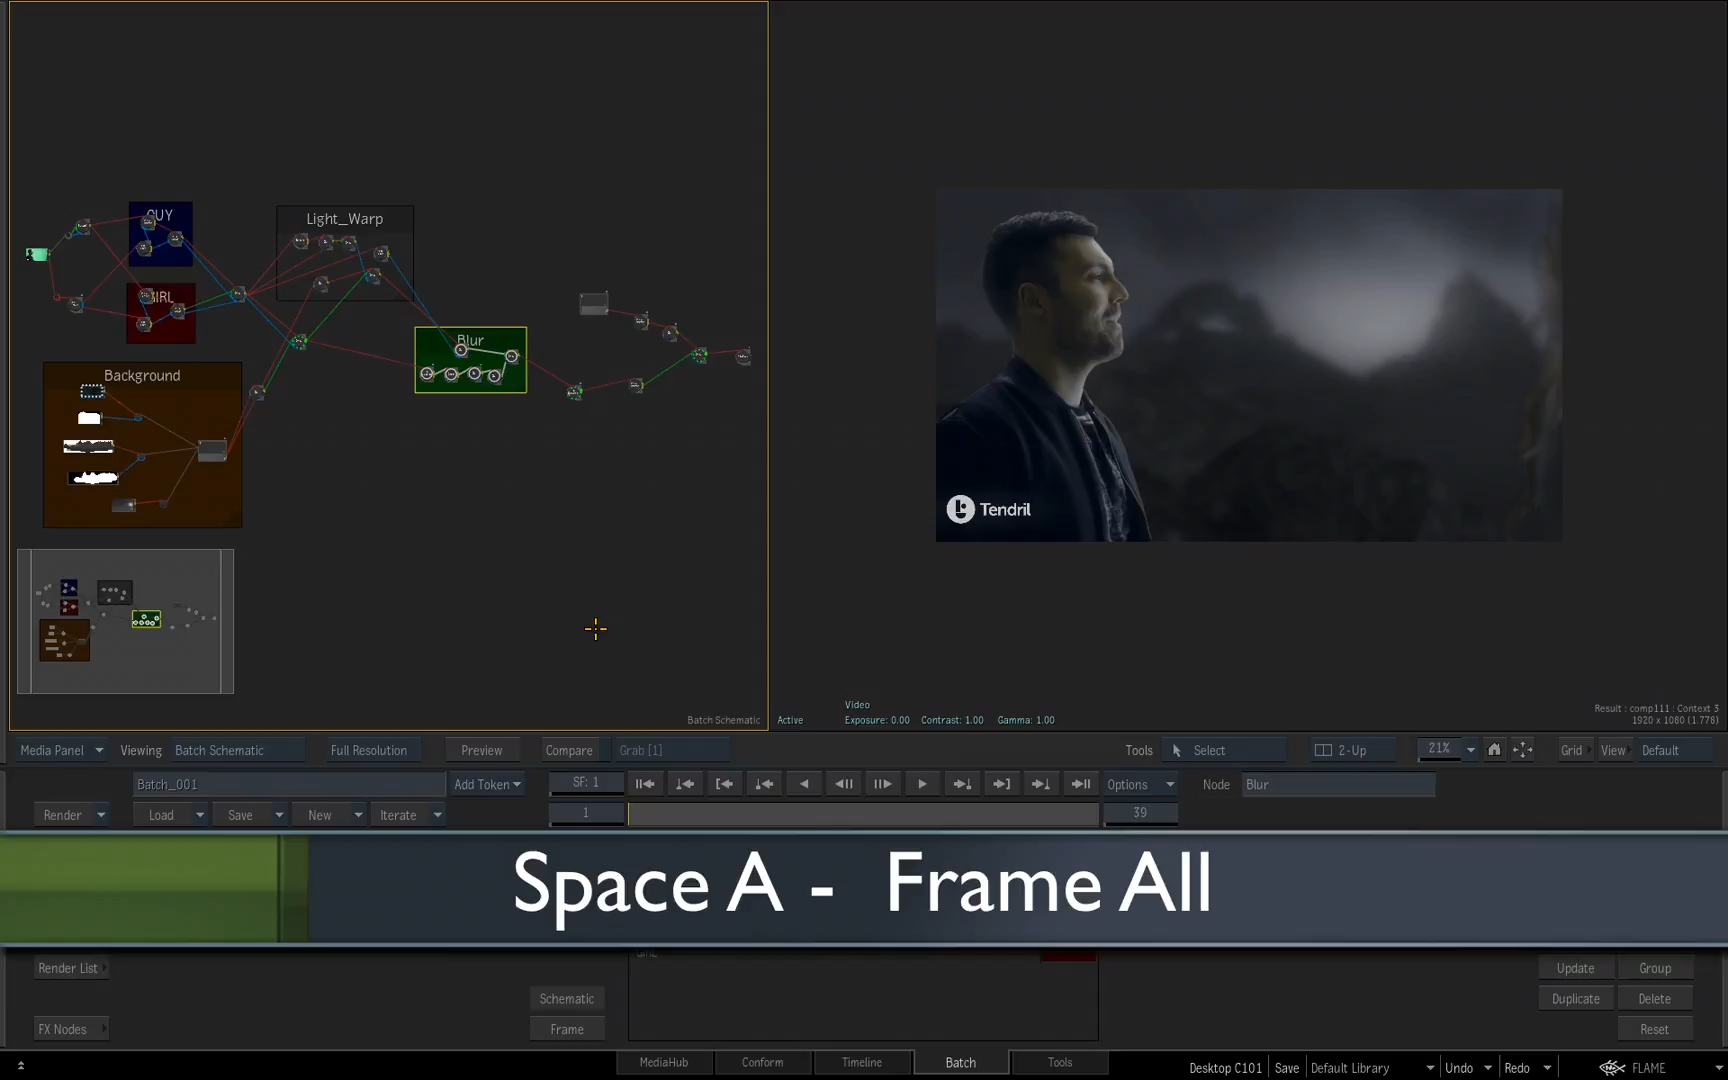 GUY
Light_Warp
Blur
Background
Tendril
Batch Schematic
Active
Video
Exposure: 0.00 Contrast: 1.00 Gamma: 1.00
Result : comp111 : Context 3
1920 x 1080 (1.778)
Media Panel Viewing Batch Schematic Full Resolution Preview Compare Grab [1] Tools Select 2-Up 21% Grid View Default
Batch_001 Add Token SF: 1 Options Node Blur
Render Load Save New Iterate 1 39
Space A - Frame All
Render List Update Group
Schematic Duplicate Delete
FX Nodes Frame Reset
MediaHub Conform Timeline Batch Tools Desktop C101 Save Default Library Undo Redo FLAME